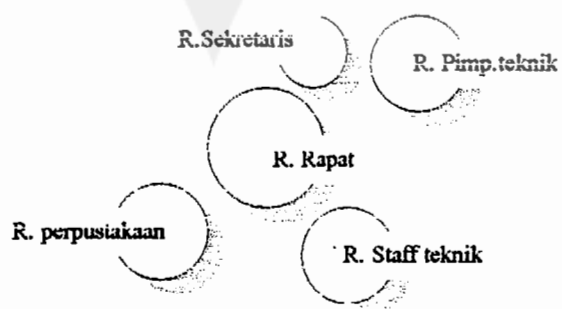 R.Sekretaris
R. Pimp.teknik
R. Rapat
R. perpustakaan
R. Staff teknik